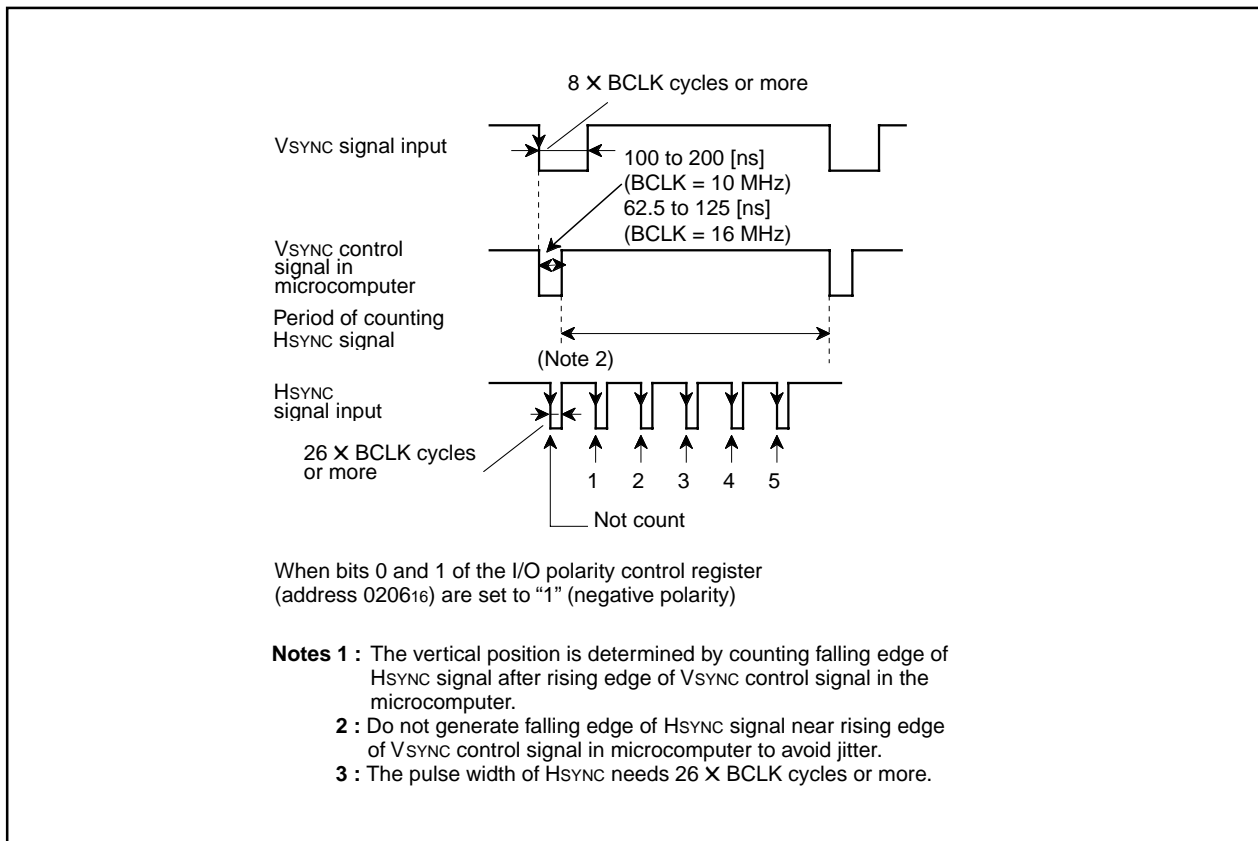 8 X BCLK cycles or more
VSYNC signal input
100 to 200 [ns]
(BCLK = 10 MHz)
62.5 to 125 [ns]
(BCLK = 16 MHz)
VSYNC control
signal in
microcomputer
Period of counting
HSYNC signal
(Note 2)
HSYNC
signal input
26 X BCLK cycles
or more
1 2 3 4 5
Not count
When bits 0 and 1 of the I/O polarity control register
(address 020616) are set to “1” (negative polarity)
Notes 1 : The vertical position is determined by counting falling edge of
HSYNC signal after rising edge of VSYNC control signal in the
microcomputer.
2 : Do not generate falling edge of HSYNC signal near rising edge
of VSYNC control signal in microcomputer to avoid jitter.
3 : The pulse width of HSYNC needs 26 X BCLK cycles or more.